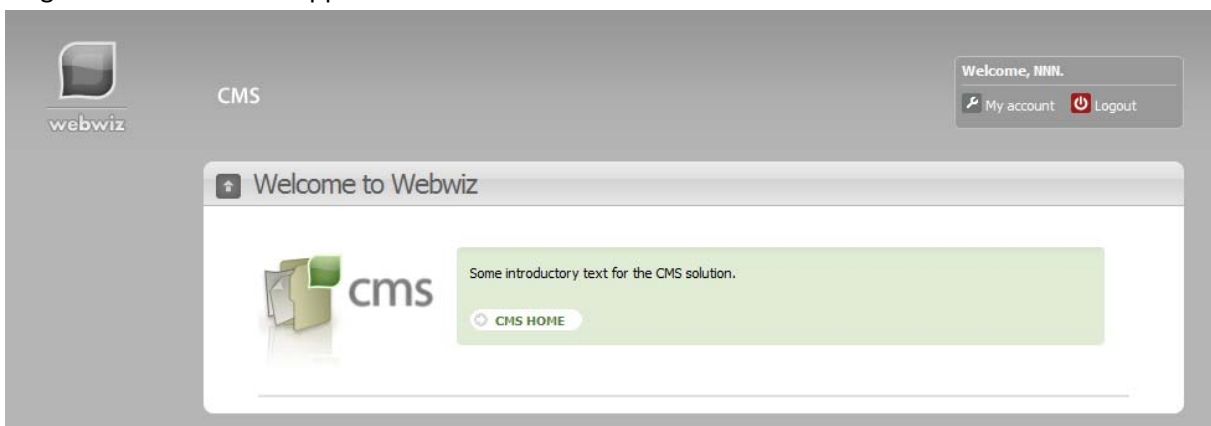 webwiz
CMS
Welcome, NNN.
My account Logout
Welcome to Webwiz
cms
Some introductory text for the CMS solution.
CMS HOME